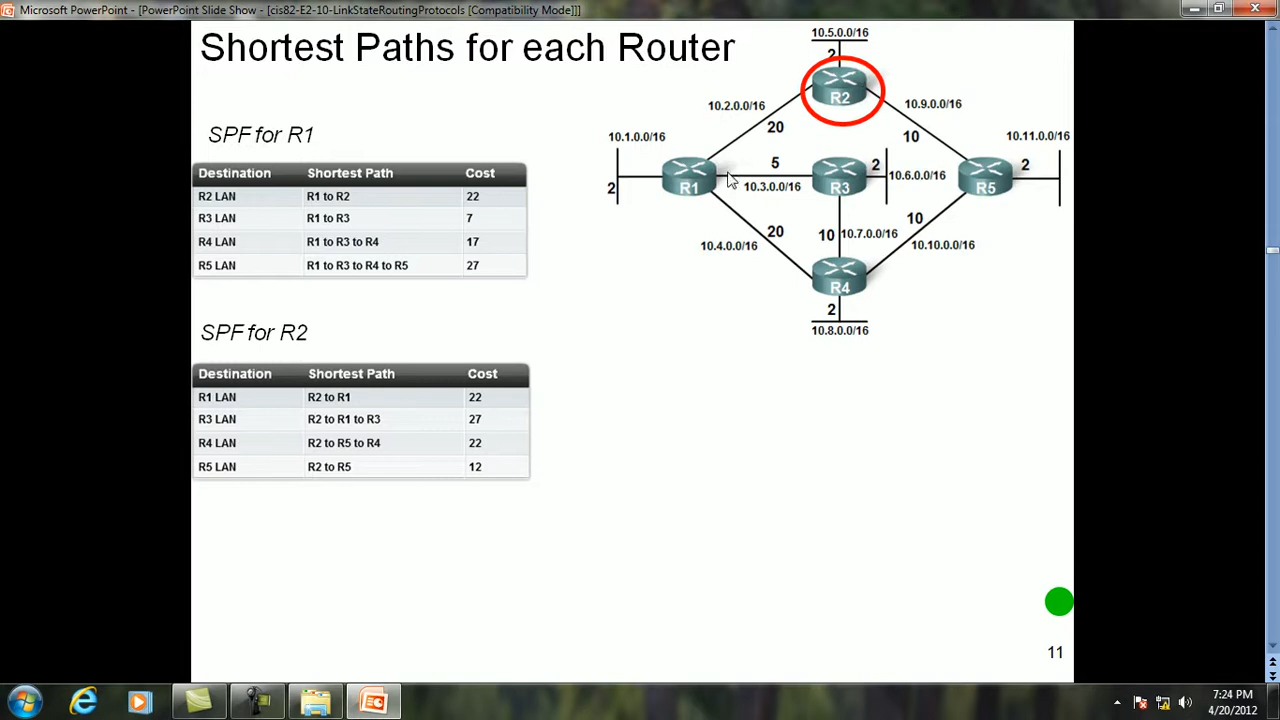 Microsoft PowerPoint - [PowerPoint Slide Show - [cis82-E2-10-LinkStateRoutingProtocols [Compatibility Mode]]]
Shortest Paths for each Router
SPF for R1
Destination Shortest Path Cost
R2 LAN R1 to R2 22
R3 LAN R1 to R3 7
R4 LAN R1 to R3 to R4 17
R5 LAN R1 to R3 to R4 to R5 27
SPF for R2
Destination Shortest Path Cost
R1 LAN R2 to R1 22
R3 LAN R2 to R1 to R3 27
R4 LAN R2 to R5 to R4 22
R5 LAN R2 to R5 12
10.5.0.0/16
2
R2
10.2.0.0/16
10.9.0.0/16
20
10
10.1.0.0/16
10.11.0.0/16
5
2
2
R1
R3
10.6.0.0/16
R5
2
10.3.0.0/16
20
10
10.7.0.0/16
10
10.4.0.0/16
10.10.0.0/16
R4
2
10.8.0.0/16
11
7:24 PM
4/20/2012